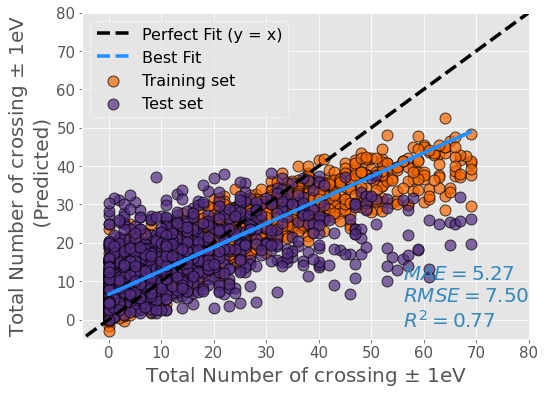 Total Number of crossing ± 1eV
(Predicted)
80
70
60
50
40
30
20
10
0
Perfect Fit (y = x)
Best Fit
Training set
Test set
MAE = 5.27
RMSE = 7.50
R² = 0.77
0 10 20 30 40 50 60 70 80
Total Number of crossing ± 1eV